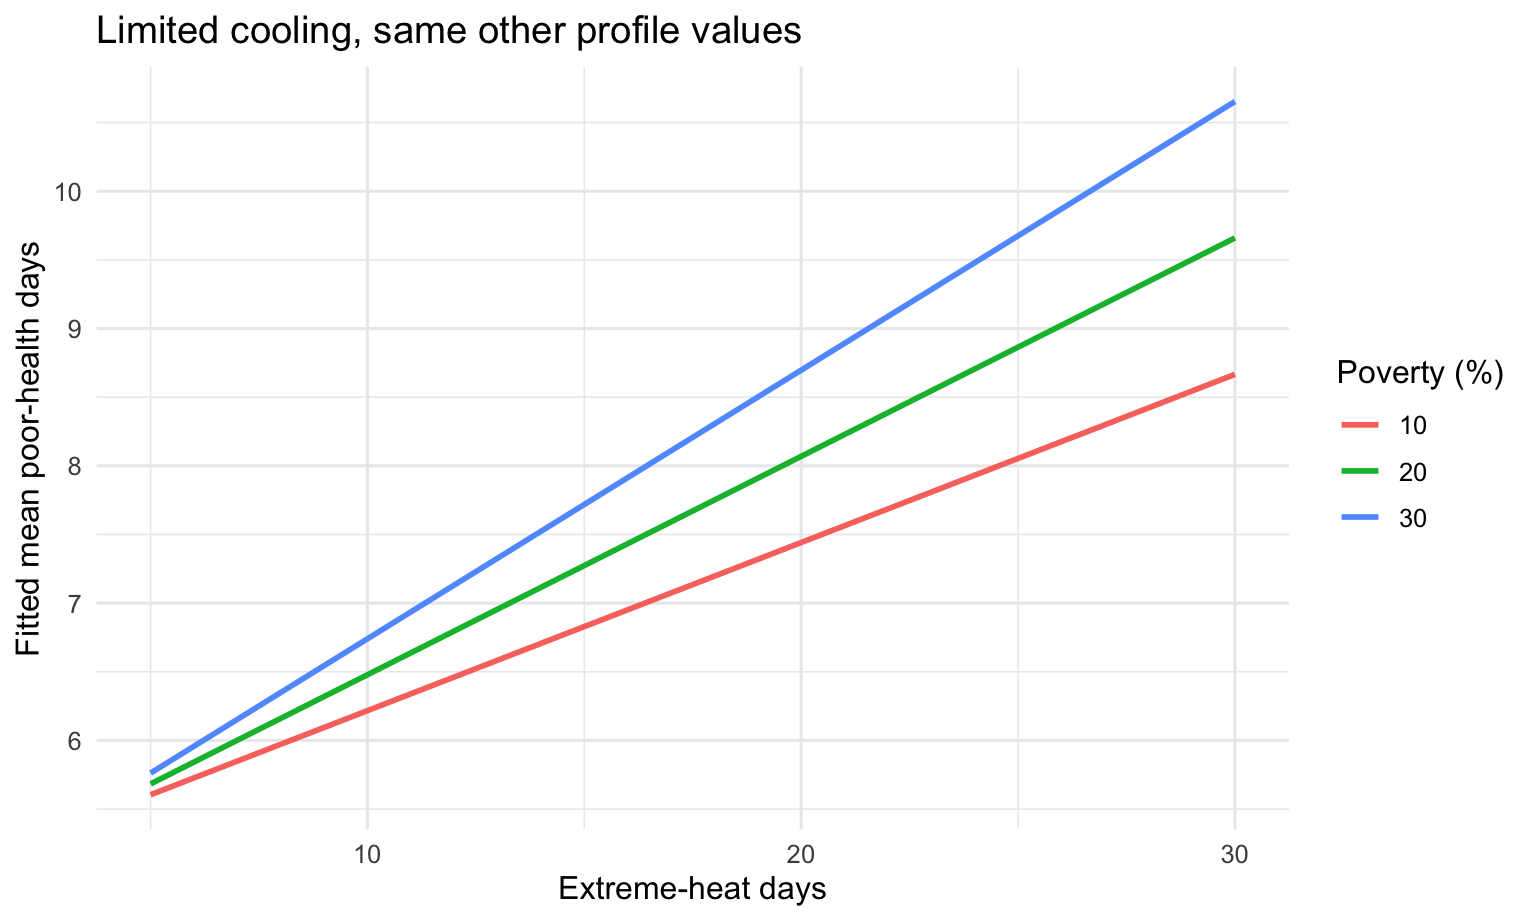 Limited cooling, same other profile values
Fitted mean poor-health days
10
9
8
7
6
10
20
30
Extreme-heat days
Poverty (%)
10
20
30